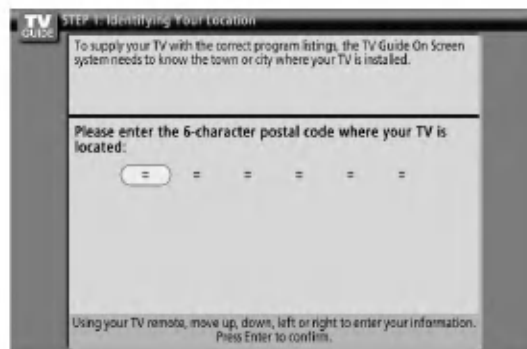 TV
GUIDE
STEP 1: Identifying Your Location
To supply your TV with the correct program listings, the TV Guide On Screen
system needs to know the town or city where your TV is installed.
Please enter the 6-character postal code where your TV is
located:
= = = = = =
Using your TV remote, move up, down, left or right to enter your information.
Press Enter to confirm.